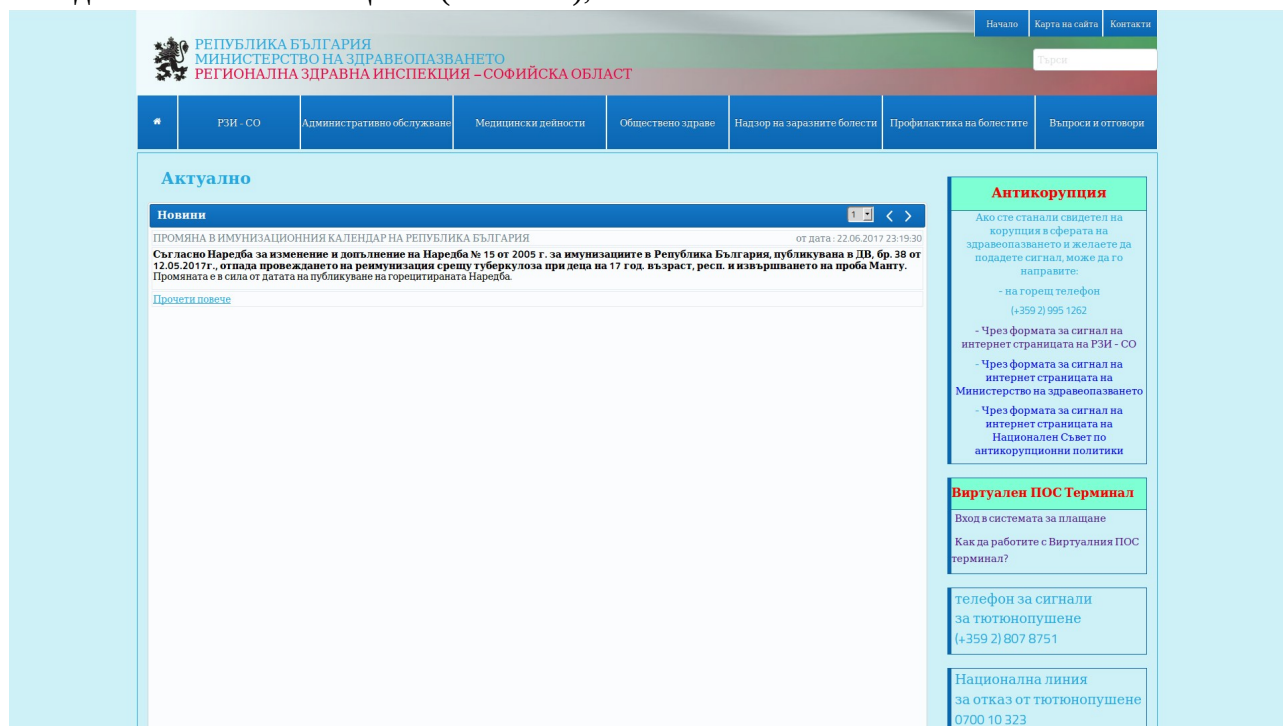 Начало
Карта на сайта
Контакти
РЕПУБЛИКА БЪЛГАРИЯ
МИНИСТЕРСТВО НА ЗДРАВЕОПАЗВАНЕТО
РЕГИОНАЛНА ЗДРАВНА ИНСПЕКЦИЯ – СОФИЙСКА ОБЛАСТ
Търси
РЗИ - СО
Административно обслужване
Медицински дейности
Обществено здраве
Надзор на заразните болести
Профилактика на болестите
Въпроси и отговори
Актуално
Новини
1
ПРОМЯНА В ИМУНИЗАЦИОННИЯ КАЛЕНДАР НА РЕПУБЛИКА БЪЛГАРИЯ
от дата : 22.06.2017 23:19:30
Съгласно Наредба за изменение и допълнение на Наредба № 15 от 2005 г. за имунизациите в Република България, публикувана в ДВ, бр. 38 от
12.05.2017г., отпада провеждането на реимунизация срещу туберкулоза при деца на 17 год. възраст, респ. и извършването на проба Манту.
Промяната е в сила от датата на публикуване на горецитираната Наредба.
Прочети повече
Антикорупция
Ако сте станали свидетел на
корупция в сферата на
здравеопазването и желаете да
подадете сигнал, може да го
направите:
- на горещ телефон
(+359 2) 995 1262
- Чрез формата за сигнал на
интернет страницата на РЗИ - СО
- Чрез формата за сигнал на
интернет страницата на
Министерство на здравеопазването
- Чрез формата за сигнал на
интернет страницата на
Национален Съвет по
антикорупционни политики
Виртуален ПОС Терминал
Вход в системата за плащане
Как да работите с Виртуалния ПОС
терминал?
телефон за сигнали
за тютюнопушене
(+359 2) 807 8751
Национална линия
за отказ от тютюнопушене
0700 10 323